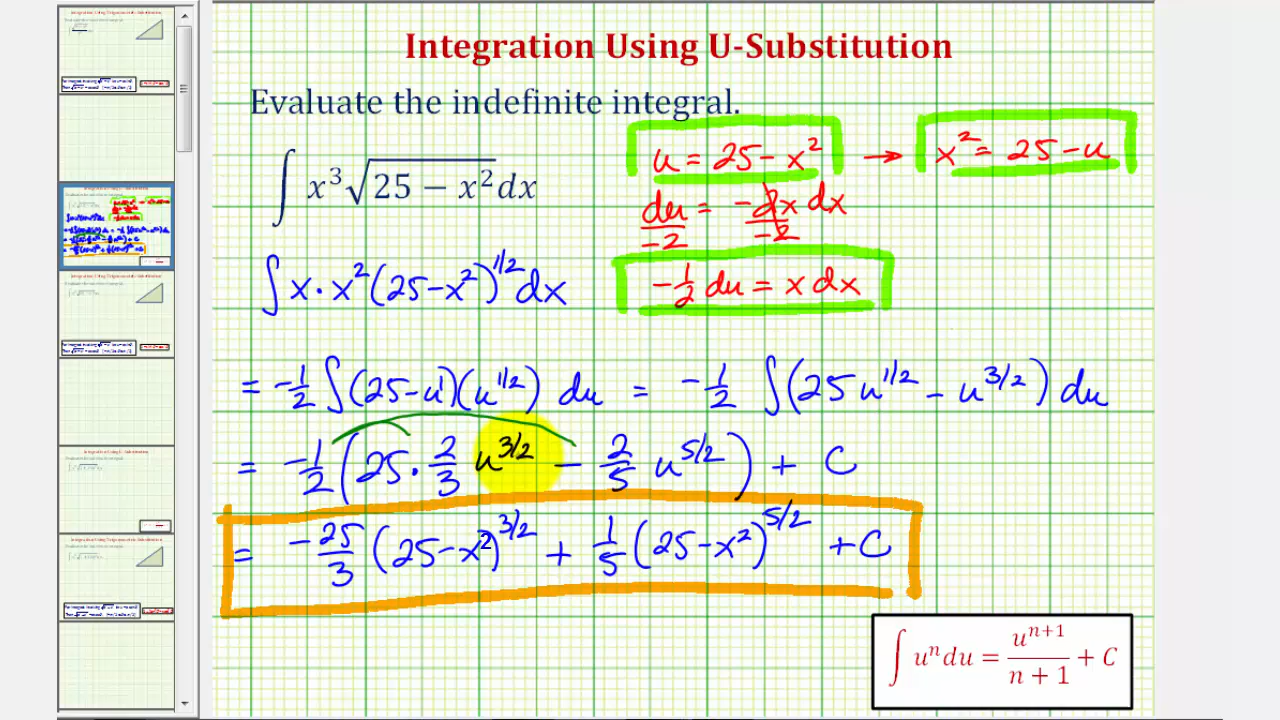 Integration Using U-Substitution
Evaluate the indefinite integral.
∫ x³√(25 − x²) dx
u = 25 − x² → x² = 25 − u
du/−2 = −2x/−2 dx
−1/2 du = x dx
∫ x · x² (25 − x²)^(1/2) dx
= −1/2 ∫ (25 − u¹)(u^(1/2)) du = −1/2 ∫ (25u^(1/2) − u^(3/2)) du
= −1/2 (25 · 2/3 u^(3/2) − 2/5 u^(5/2)) + C
= −25/3 (25 − x²)^(3/2) + 1/5 (25 − x²)^(5/2) + C
∫ uⁿ du = uⁿ⁺¹/(n + 1) + C